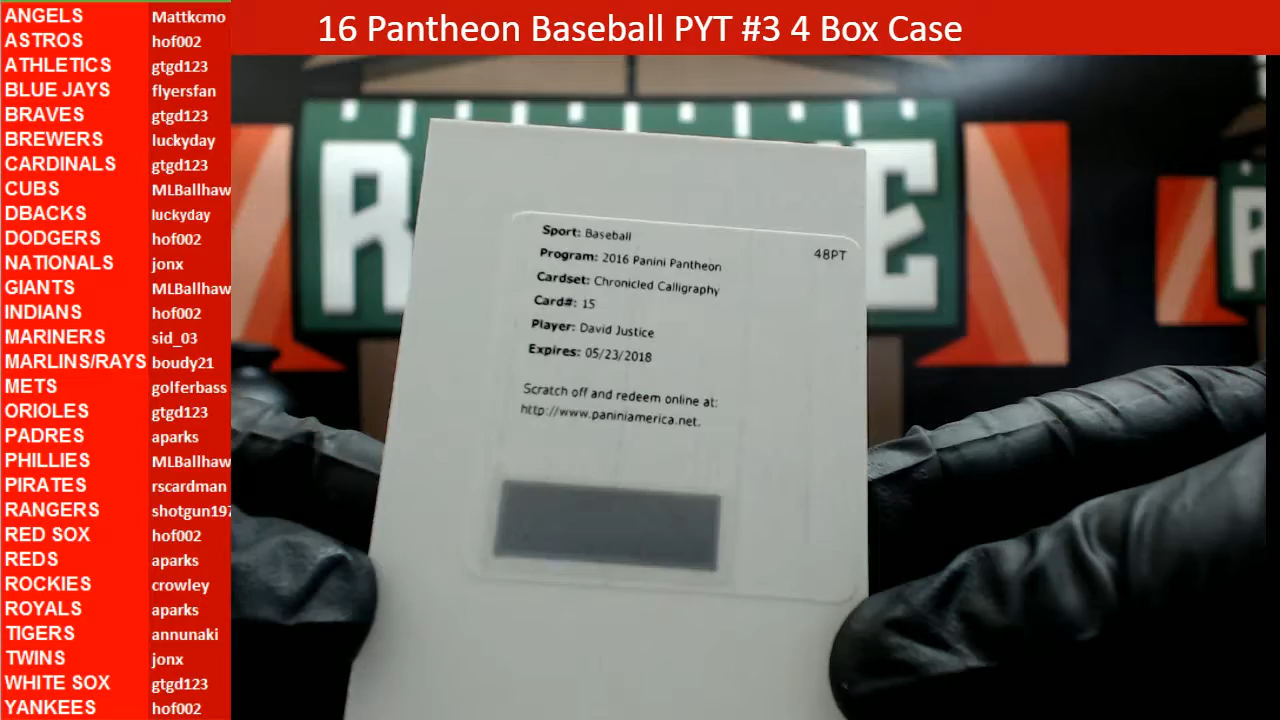 16 Pantheon Baseball PYT #3 4 Box Case
ANGELS Mattkcmo
ASTROS hof002
ATHLETICS gtgd123
BLUE JAYS flyersfan
BRAVES gtgd123
BREWERS luckyday
CARDINALS gtgd123
CUBS MLBallhaw
DBACKS luckyday
DODGERS hof002
NATIONALS jonx
GIANTS MLBallhaw
INDIANS hof002
MARINERS sid_03
MARLINS/RAYS boudy21
METS golferbass
ORIOLES gtgd123
PADRES aparks
PHILLIES MLBallhaw
PIRATES rscardman
RANGERS shotgun197
RED SOX hof002
REDS aparks
ROCKIES crowley
ROYALS aparks
TIGERS annunaki
TWINS jonx
WHITE SOX gtgd123
YANKEES hof002
Sport: Baseball
48PT
Program: 2016 Panini Pantheon
Cardset: Chronicled Calligraphy
Card#: 15
Player: David Justice
Expires: 05/23/2018
Scratch off and redeem online at:
http://www.paniniamerica.net.